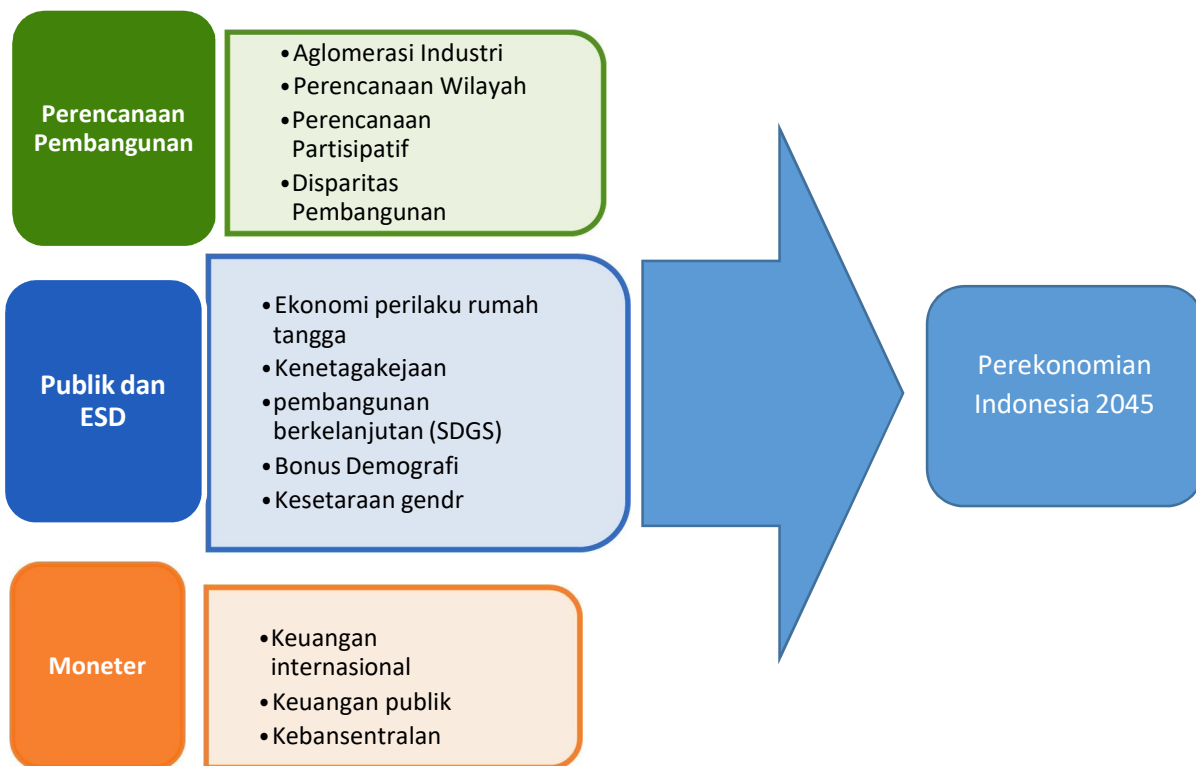 Perencanaan
Pembangunan
•Aglomerasi Industri
•Perencanaan Wilayah
•Perencanaan
Partisipatif
•Disparitas
Pembangunan
Publik dan
ESD
•Ekonomi perilaku rumah
tangga
•Kenetagakejaan
•pembangunan
berkelanjutan (SDGS)
•Bonus Demografi
•Kesetaraan gendr
Moneter
•Keuangan
internasional
•Keuangan publik
•Kebansentralan
Perekonomian
Indonesia 2045